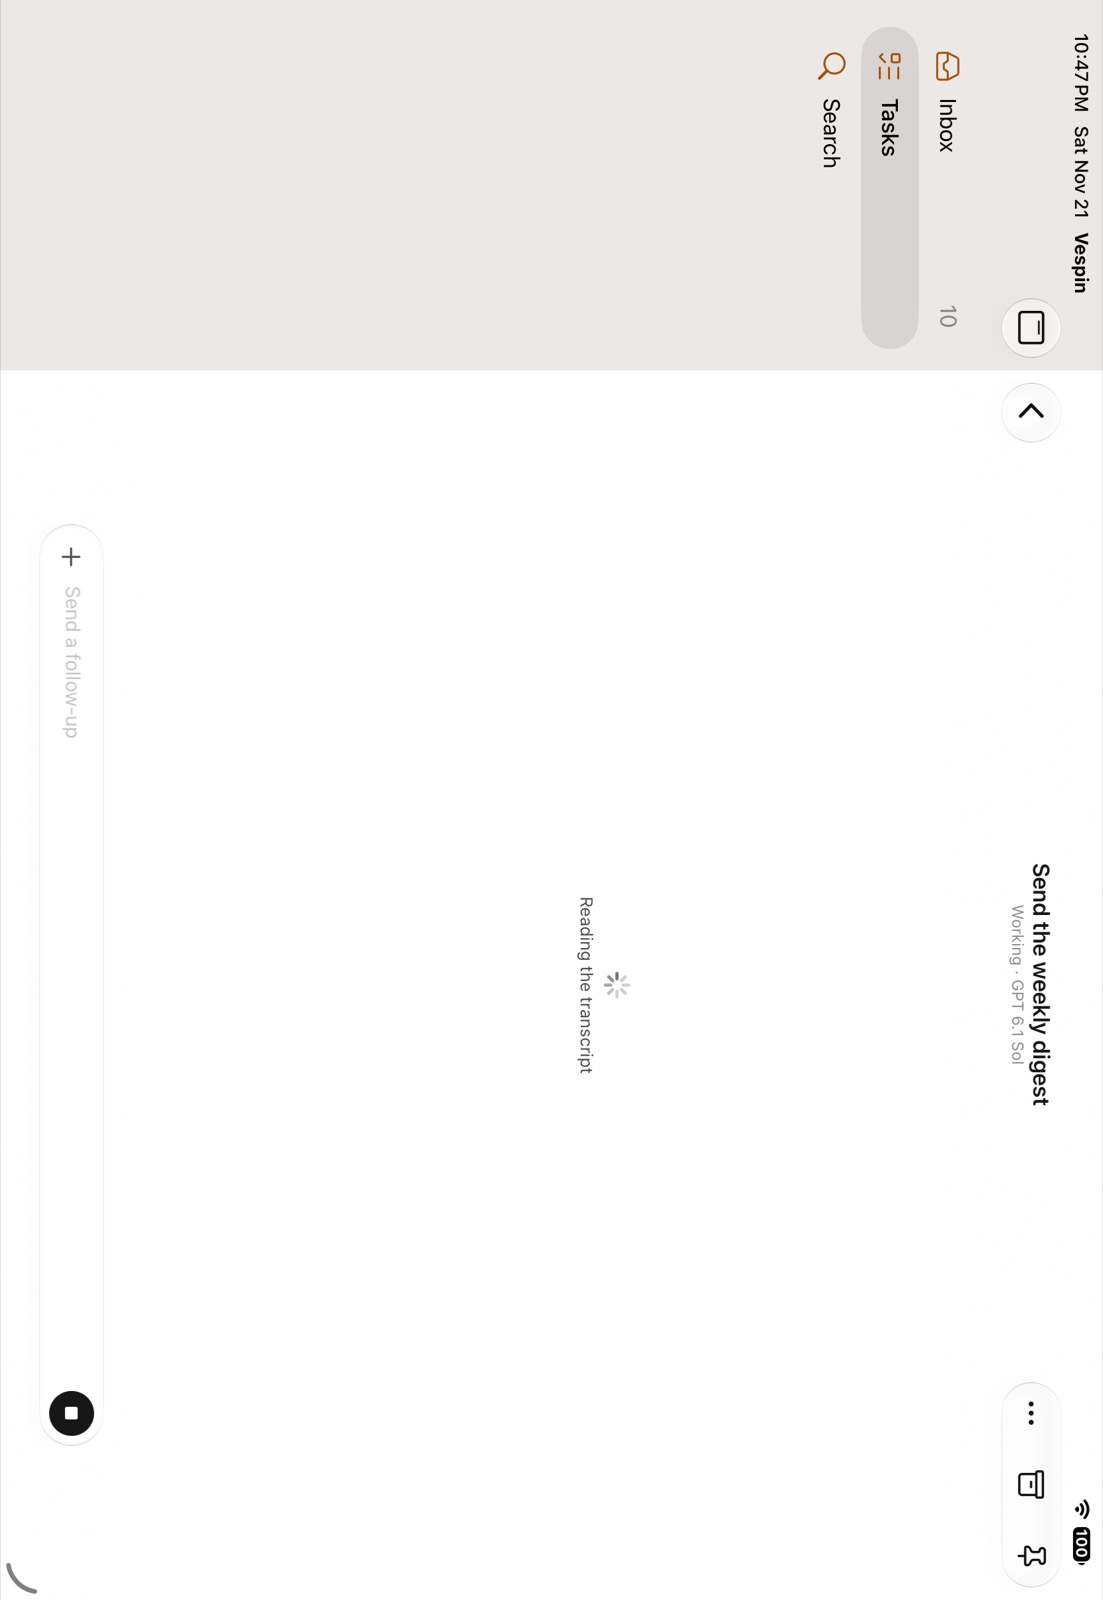 10:47 PM Sat Nov 21 Vespin
100
Inbox 10
Tasks
Search
Send the weekly digest
Working · GPT 6.1 Sol
Reading the transcript
Send a follow-up